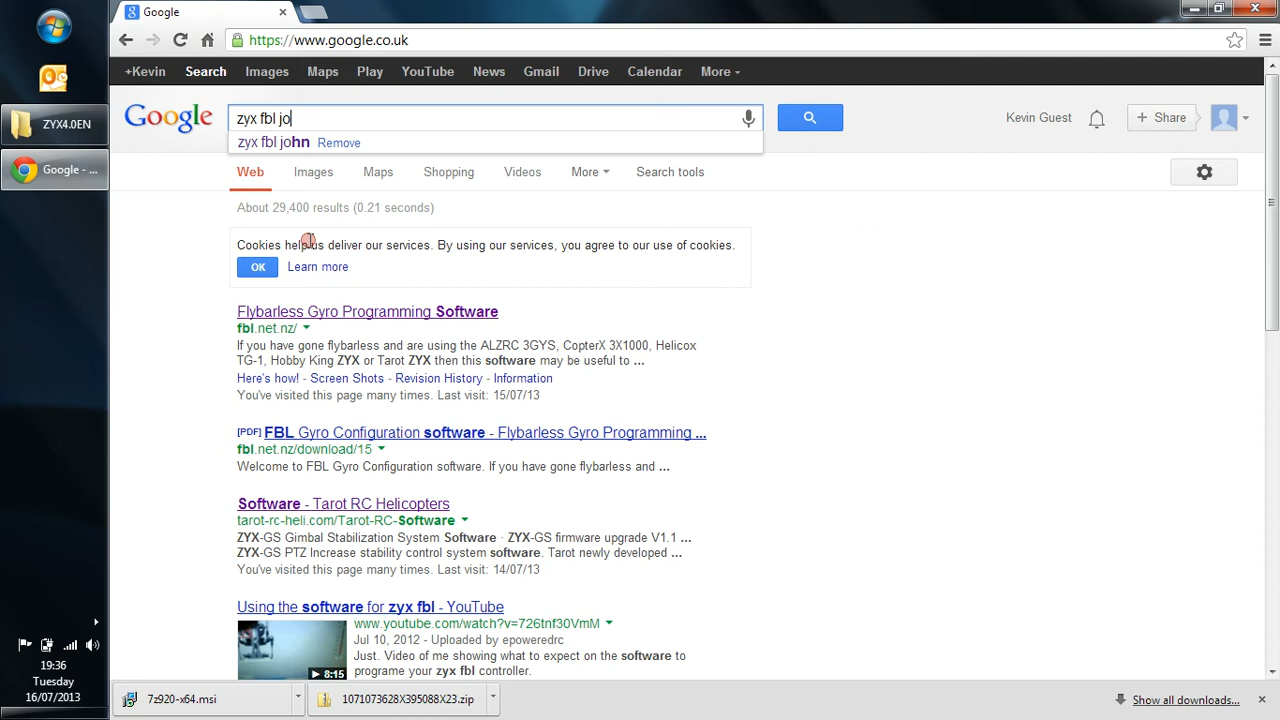 Google
https://www.google.co.uk
+Kevin Search Images Maps Play YouTube News Gmail Drive Calendar More
ZYX4.0EN
Google
zyx fbl jo
Kevin Guest
+ Share
zyx fbl john Remove
Google - ...
Web Images Maps Shopping Videos More Search tools
About 29,400 results (0.21 seconds)
Cookies help us deliver our services. By using our services, you agree to our use of cookies.
OK Learn more
Flybarless Gyro Programming Software
fbl.net.nz/
If you have gone flybarless and are using the ALZRC 3GYS, CopterX 3X1000, Helicox
TG-1, Hobby King ZYX or Tarot ZYX then this software may be useful to ...
Here's how! - Screen Shots - Revision History - Information
You've visited this page many times. Last visit: 15/07/13
[PDF] FBL Gyro Configuration software - Flybarless Gyro Programming ...
fbl.net.nz/download/15
Welcome to FBL Gyro Configuration software. If you have gone flybarless and ...
Software - Tarot RC Helicopters
tarot-rc-heli.com/Tarot-RC-Software
ZYX-GS Gimbal Stabilization System Software · ZYX-GS firmware upgrade V1.1 ...
ZYX-GS PTZ Increase stability control system software. Tarot newly developed ...
You've visited this page many times. Last visit: 14/07/13
Using the software for zyx fbl - YouTube
www.youtube.com/watch?v=726tnf30VmM
Jul 10, 2012 - Uploaded by epoweredrc
Just. Video of me showing what to expect on the software to
programe your zyx fbl controller.
8:15
19:36
Tuesday
16/07/2013
7z920-x64.msi
1071073628X395088X23.zip
Show all downloads...